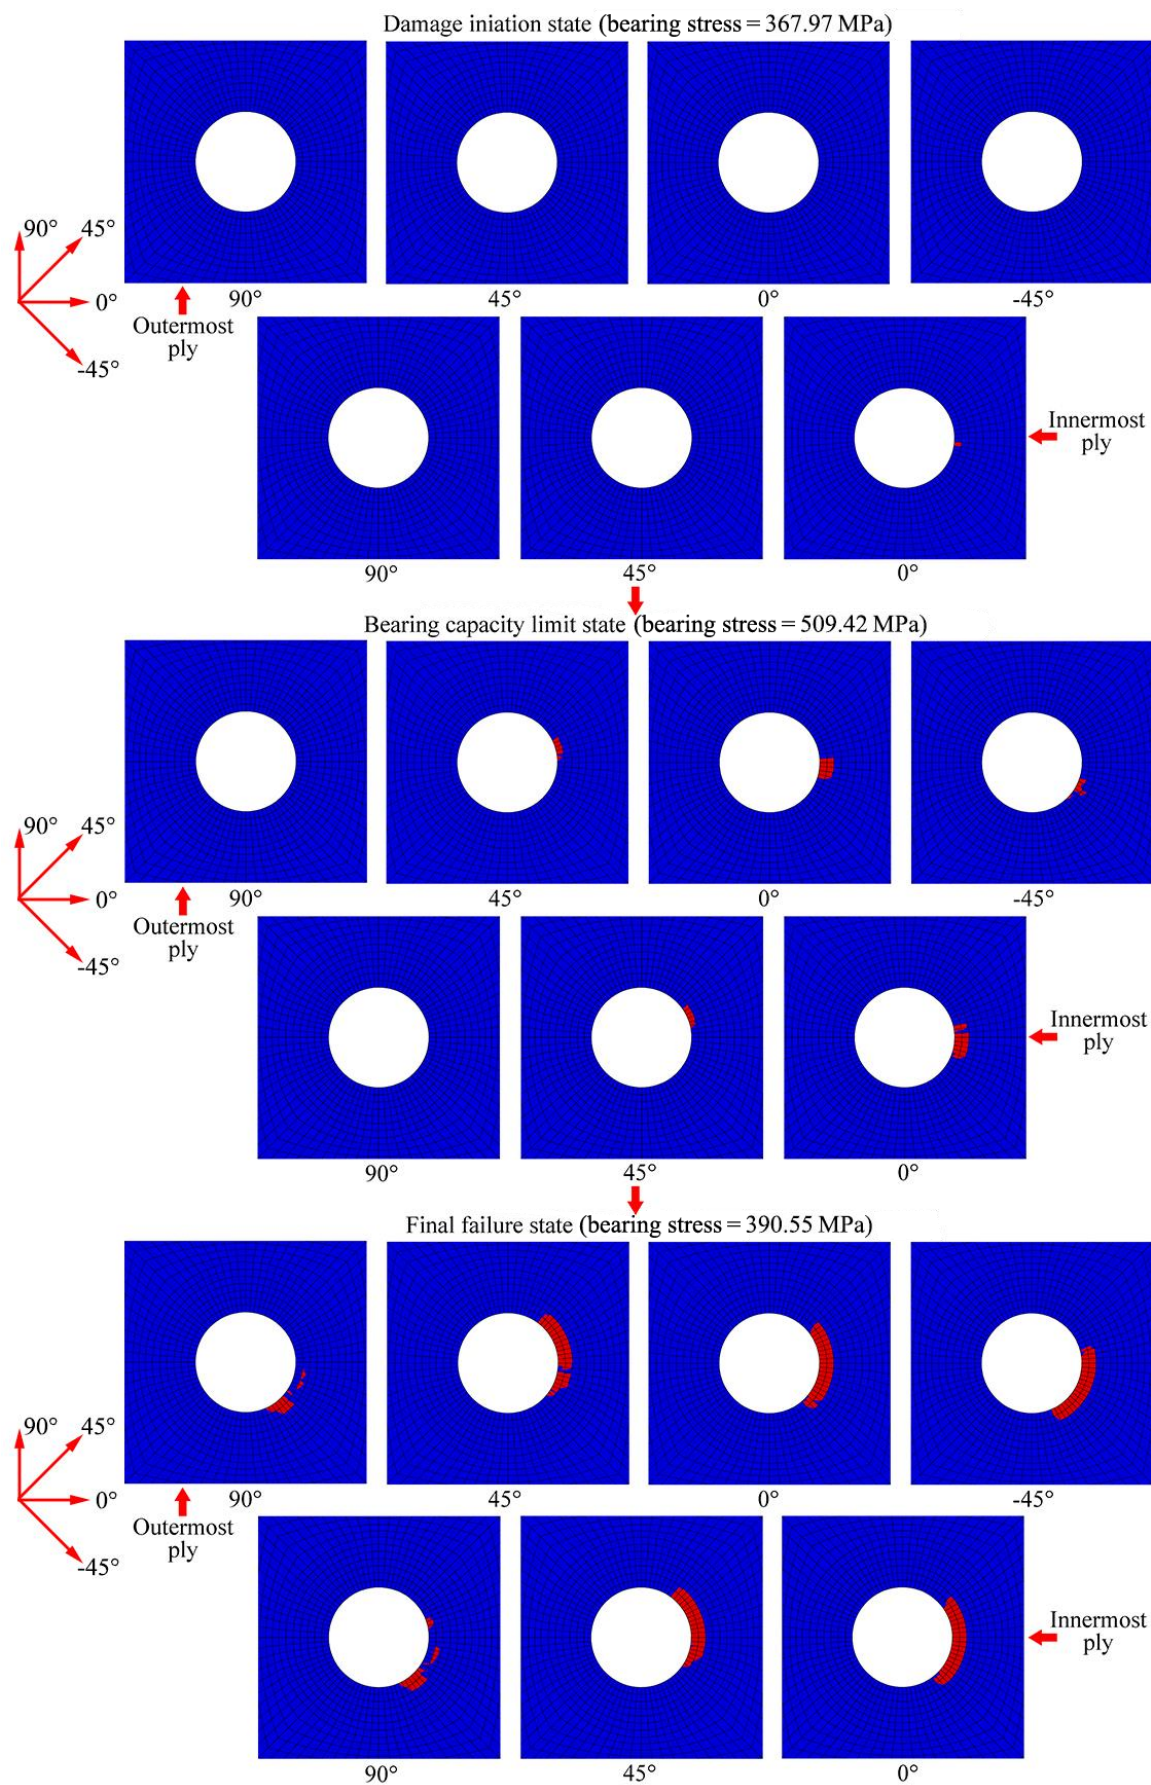 Damage iniation state (bearing stress = 367.97 MPa)
90° 45°
0°
-45°
90° 45° 0° -45°
Outermost
ply
Innermost
ply
90° 45° 0°
Bearing capacity limit state (bearing stress = 509.42 MPa)
90° 45°
0°
90° 45° 0° -45°
Outermost
ply
-45°
Innermost
ply
90° 45° 0°
Final failure state (bearing stress = 390.55 MPa)
90° 45°
0°
90° 45° 0° -45°
Outermost
ply
-45°
Innermost
ply
90° 45° 0°